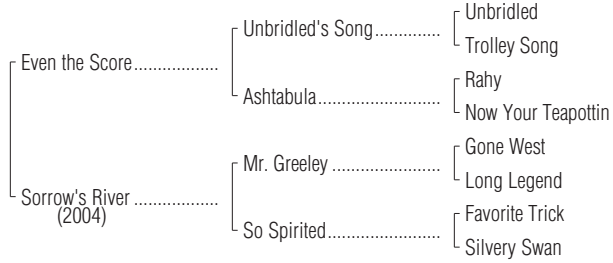 Unbridled
Unbridled's Song
Trolley Song
Even the Score
Rahy
Ashtabula
Now Your Teapottin
Gone West
Mr. Greeley
Long Legend
Sorrow's River
(2004)
Favorite Trick
So Spirited
Silvery Swan